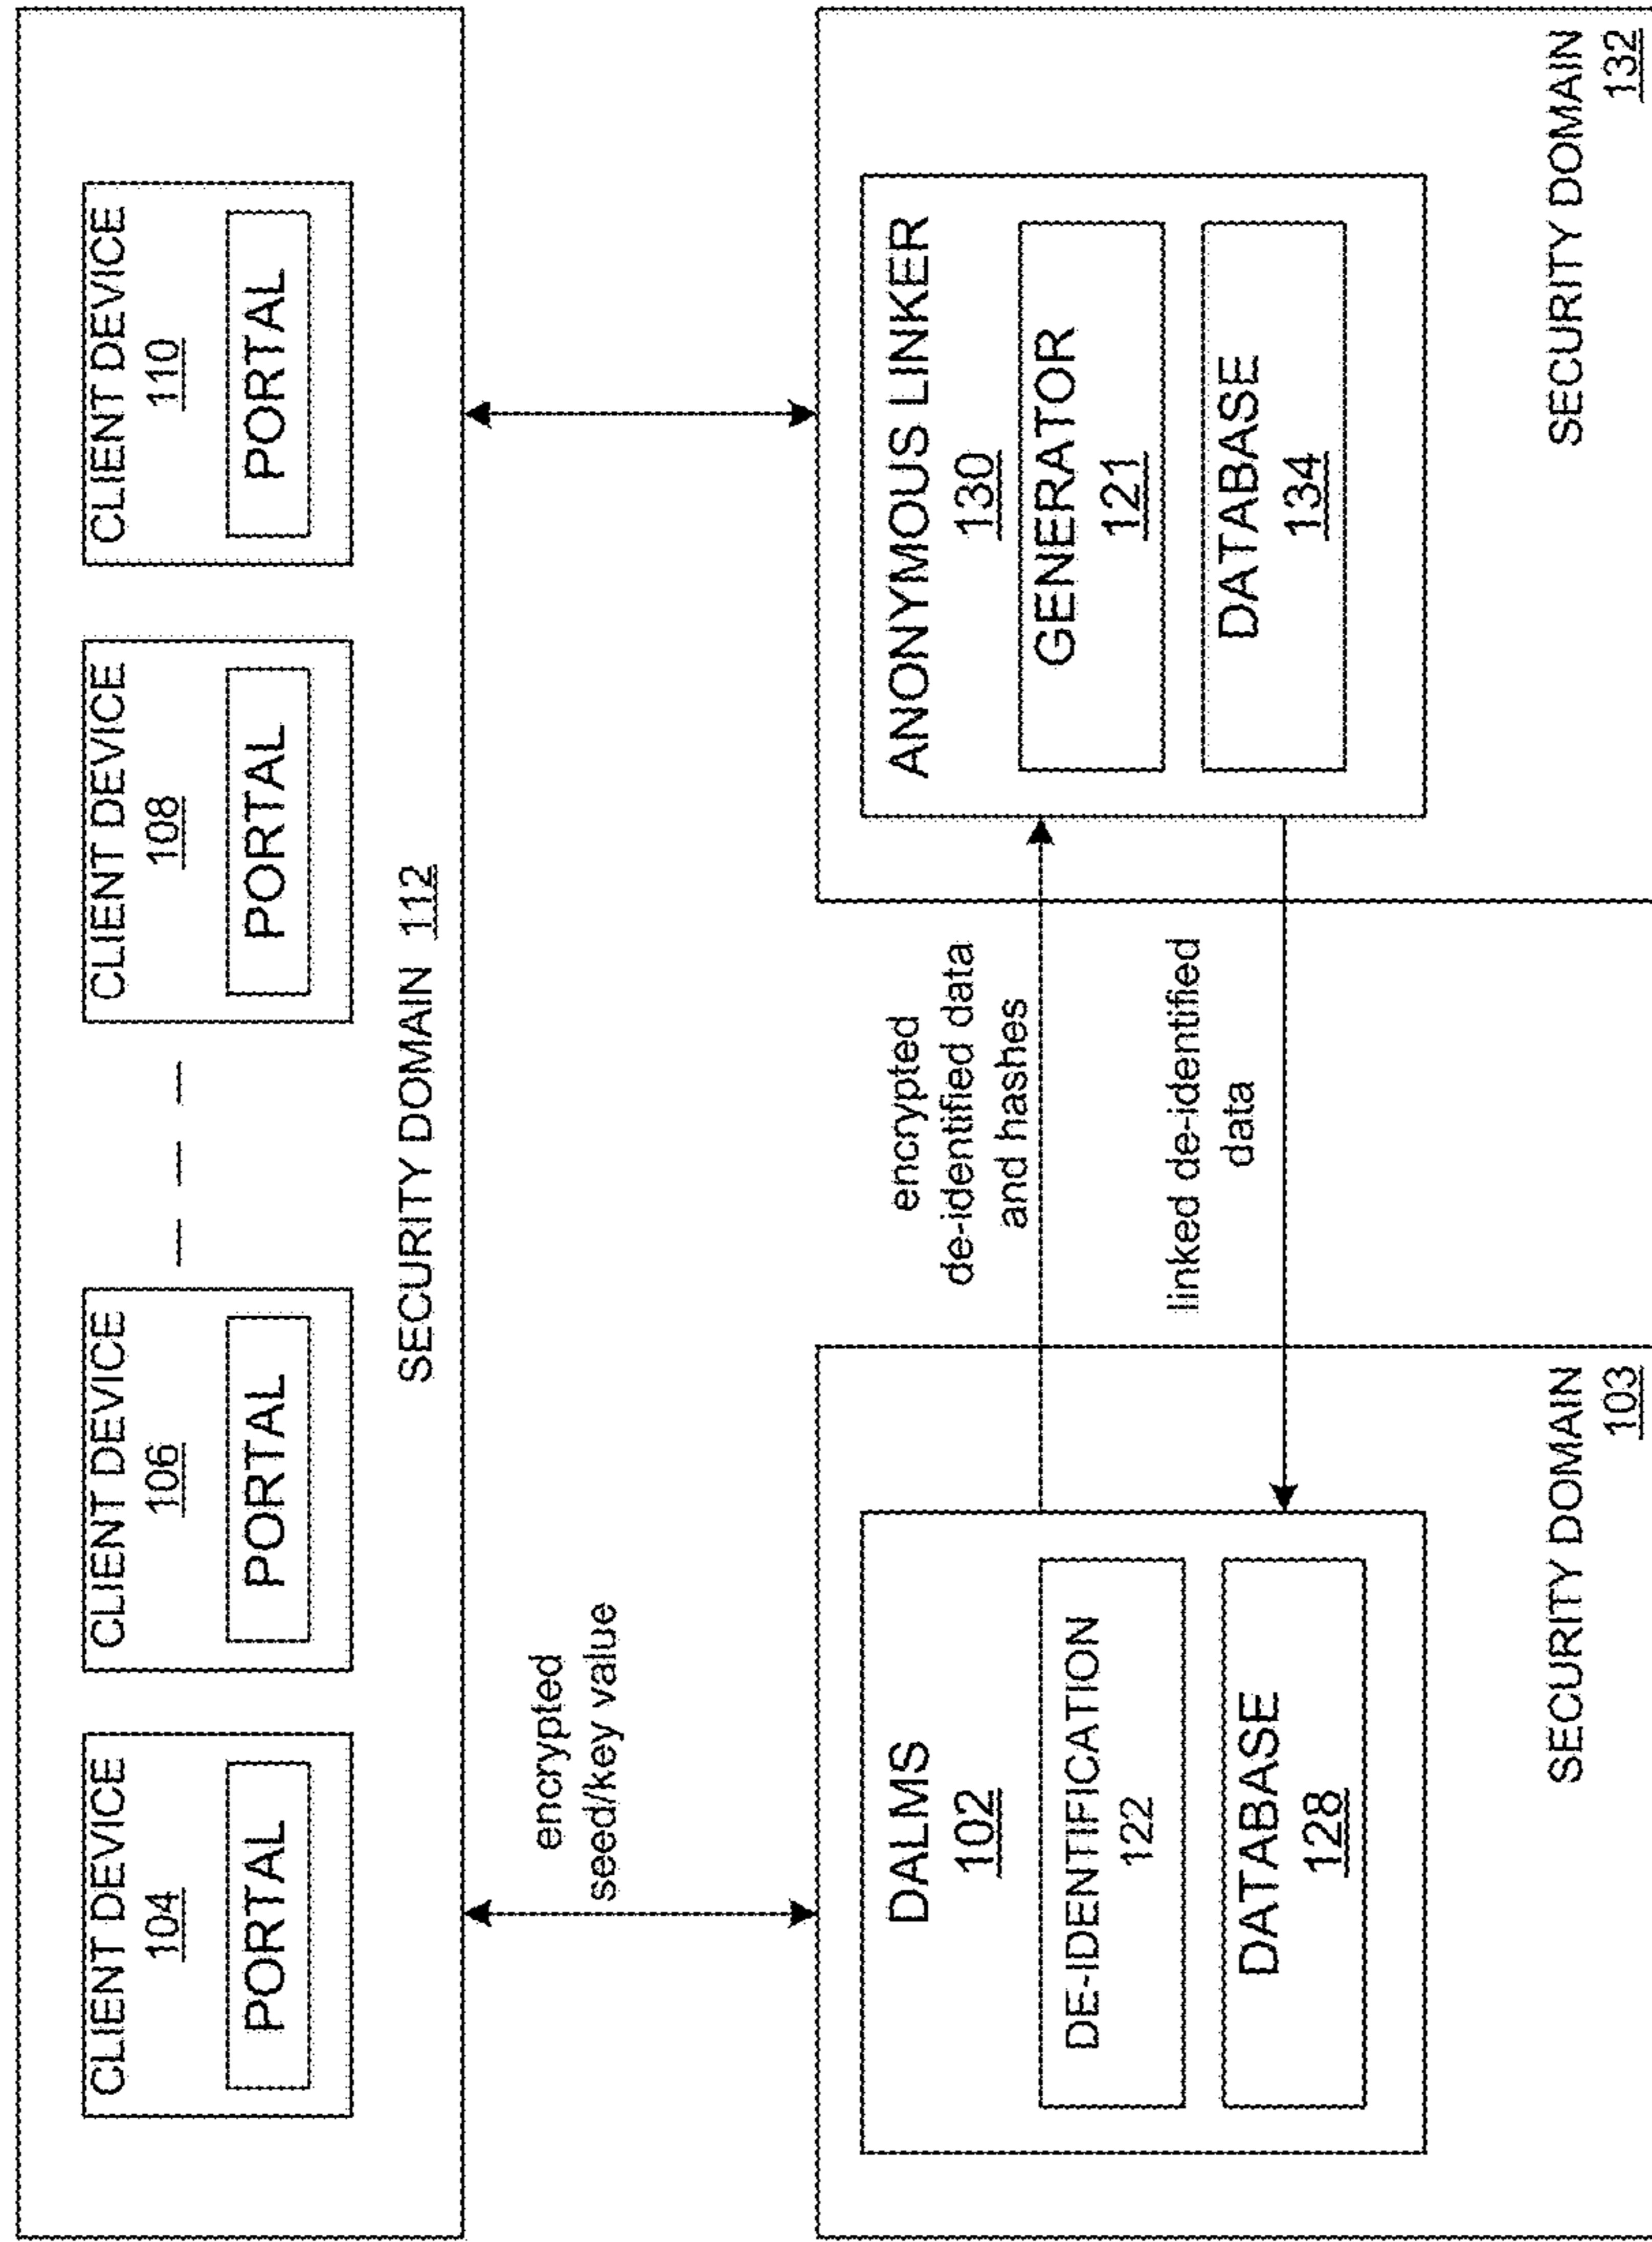 CLIENT DEVICE
104
PORTAL
CLIENT DEVICE
106
PORTAL
CLIENT DEVICE
108
PORTAL
CLIENT DEVICE
110
PORTAL
SECURITY DOMAIN 112
encrypted
seed/key value
DALMS
102
DE-IDENTIFICATION
122
DATABASE
128
SECURITY DOMAIN
103
encrypted
de-identified data
and hashes
linked de-identified
data
ANONYMOUS LINKER
130
GENERATOR
121
DATABASE
134
SECURITY DOMAIN
132